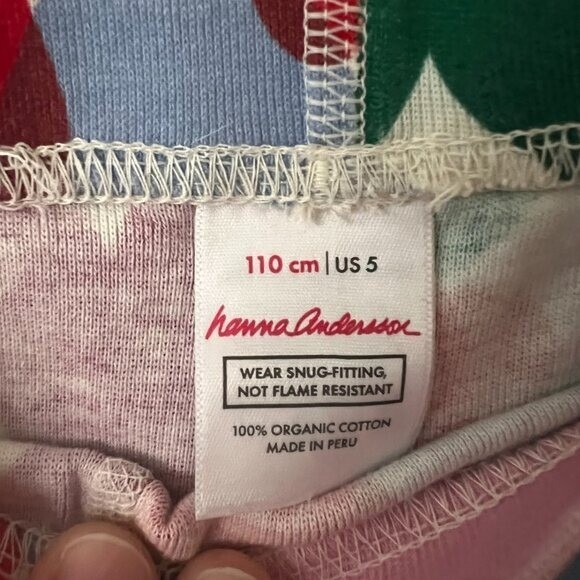 110 cm | US 5
hanna Andersson
WEAR SNUG-FITTING,
NOT FLAME RESISTANT
100% ORGANIC COTTON
MADE IN PERU